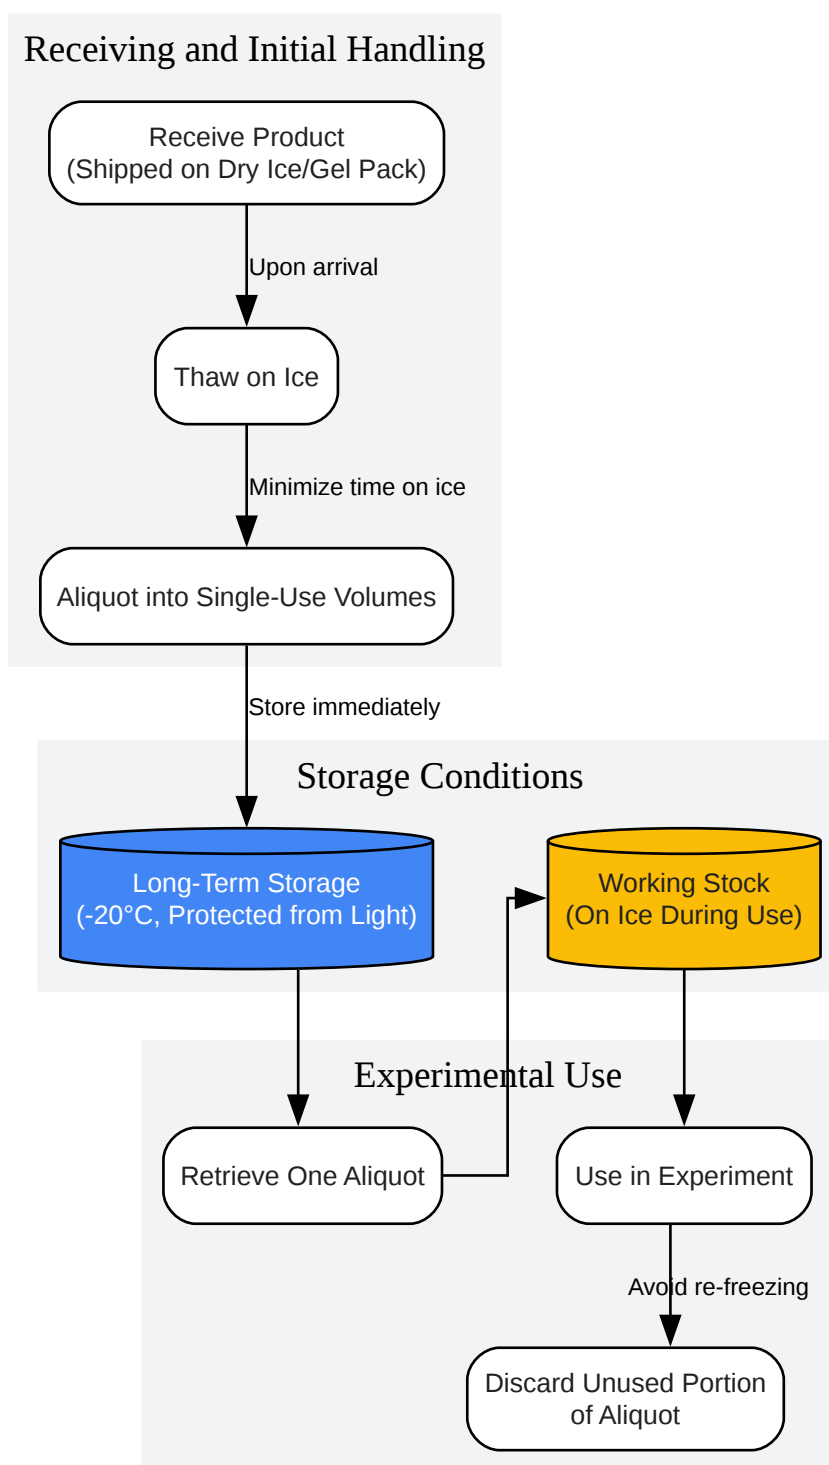 Receiving and Initial Handling
Receive Product
(Shipped on Dry Ice/Gel Pack)
Upon arrival
Thaw on Ice
Minimize time on ice
Aliquot into Single-Use Volumes
Store immediately
Storage Conditions
Long-Term Storage
(-20°C, Protected from Light)
Working Stock
(On Ice During Use)
Experimental Use
Retrieve One Aliquot
Use in Experiment
Avoid re-freezing
Discard Unused Portion
of Aliquot